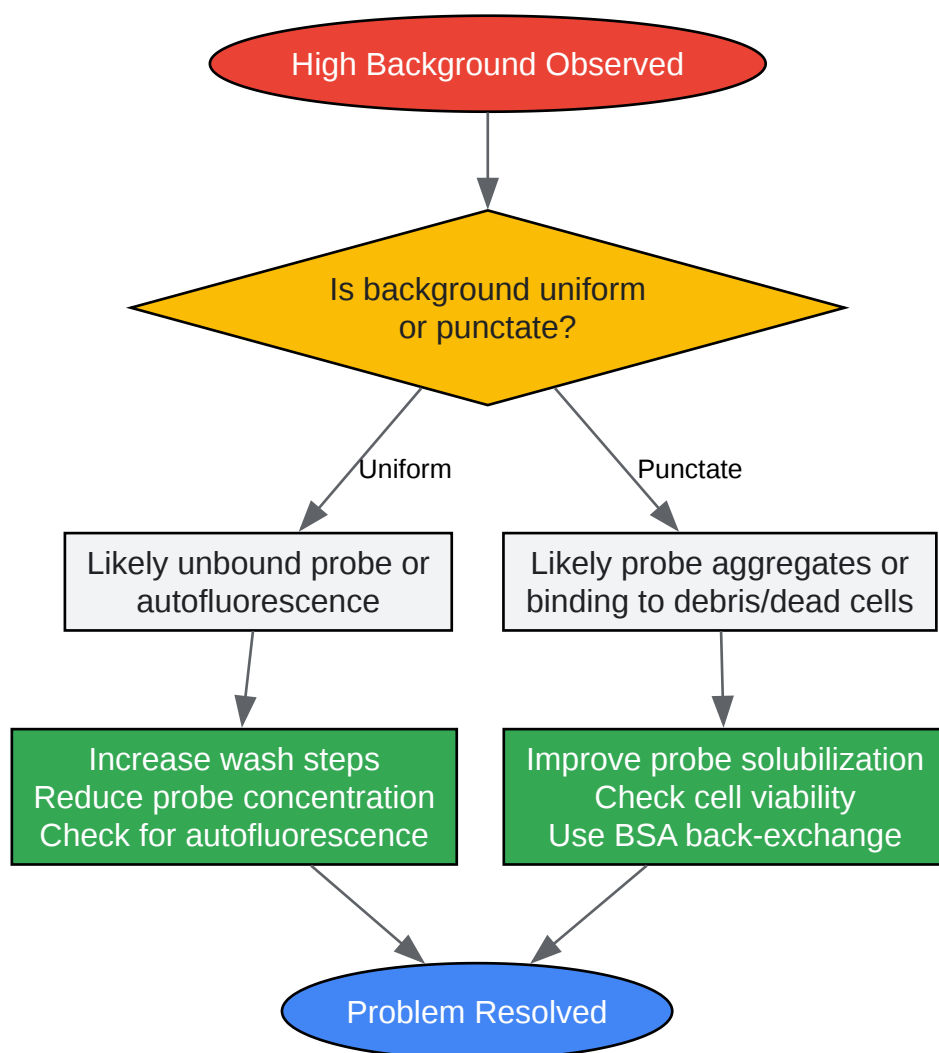 High Background Observed
Is background uniform
or punctate?
Uniform
Punctate
Likely unbound probe or
autofluorescence
Likely probe aggregates or
binding to debris/dead cells
Increase wash steps
Reduce probe concentration
Check for autofluorescence
Improve probe solubilization
Check cell viability
Use BSA back-exchange
Problem Resolved